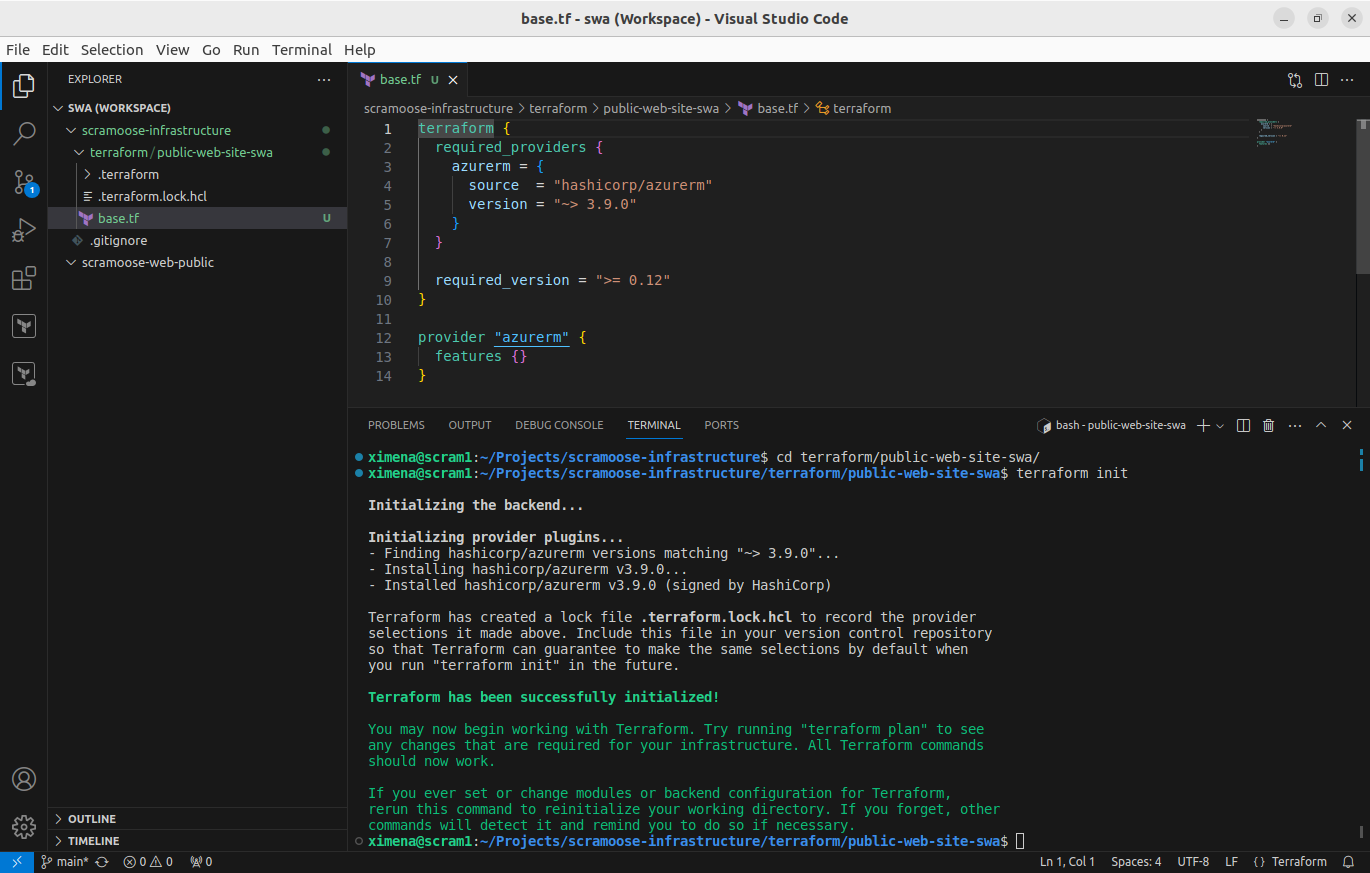 base.tf - swa (Workspace) - Visual Studio Code
File Edit Selection View Go Run Terminal Help
EXPLORER
SWA (WORKSPACE)
scramoose-infrastructure
terraform / public-web-site-swa
.terraform
.terraform.lock.hcl
base.tf U
.gitignore
scramoose-web-public
OUTLINE
TIMELINE
1
base.tf U
scramoose-infrastructure > terraform > public-web-site-swa > base.tf > terraform
1 terraform {
2 required_providers {
3 azurerm = {
4 source  = "hashicorp/azurerm"
5 version = "~> 3.9.0"
6 }
7 }
8
9 required_version = ">= 0.12"
10 }
11
12 provider "azurerm" {
13 features {}
14 }
PROBLEMS OUTPUT DEBUG CONSOLE TERMINAL PORTS
bash - public-web-site-swa
ximena@scram1:~/Projects/scramoose-infrastructure$ cd terraform/public-web-site-swa/
ximena@scram1:~/Projects/scramoose-infrastructure/terraform/public-web-site-swa$ terraform init
Initializing the backend...
Initializing provider plugins...
- Finding hashicorp/azurerm versions matching "~> 3.9.0"...
- Installing hashicorp/azurerm v3.9.0...
- Installed hashicorp/azurerm v3.9.0 (signed by HashiCorp)
Terraform has created a lock file .terraform.lock.hcl to record the provider
selections it made above. Include this file in your version control repository
so that Terraform can guarantee to make the same selections by default when
you run "terraform init" in the future.
Terraform has been successfully initialized!
You may now begin working with Terraform. Try running "terraform plan" to see
any changes that are required for your infrastructure. All Terraform commands
should now work.
If you ever set or change modules or backend configuration for Terraform,
rerun this command to reinitialize your working directory. If you forget, other
commands will detect it and remind you to do so if necessary.
ximena@scram1:~/Projects/scramoose-infrastructure/terraform/public-web-site-swa$
main* 0 0 0 Ln 1, Col 1 Spaces: 4 UTF-8 LF {} Terraform